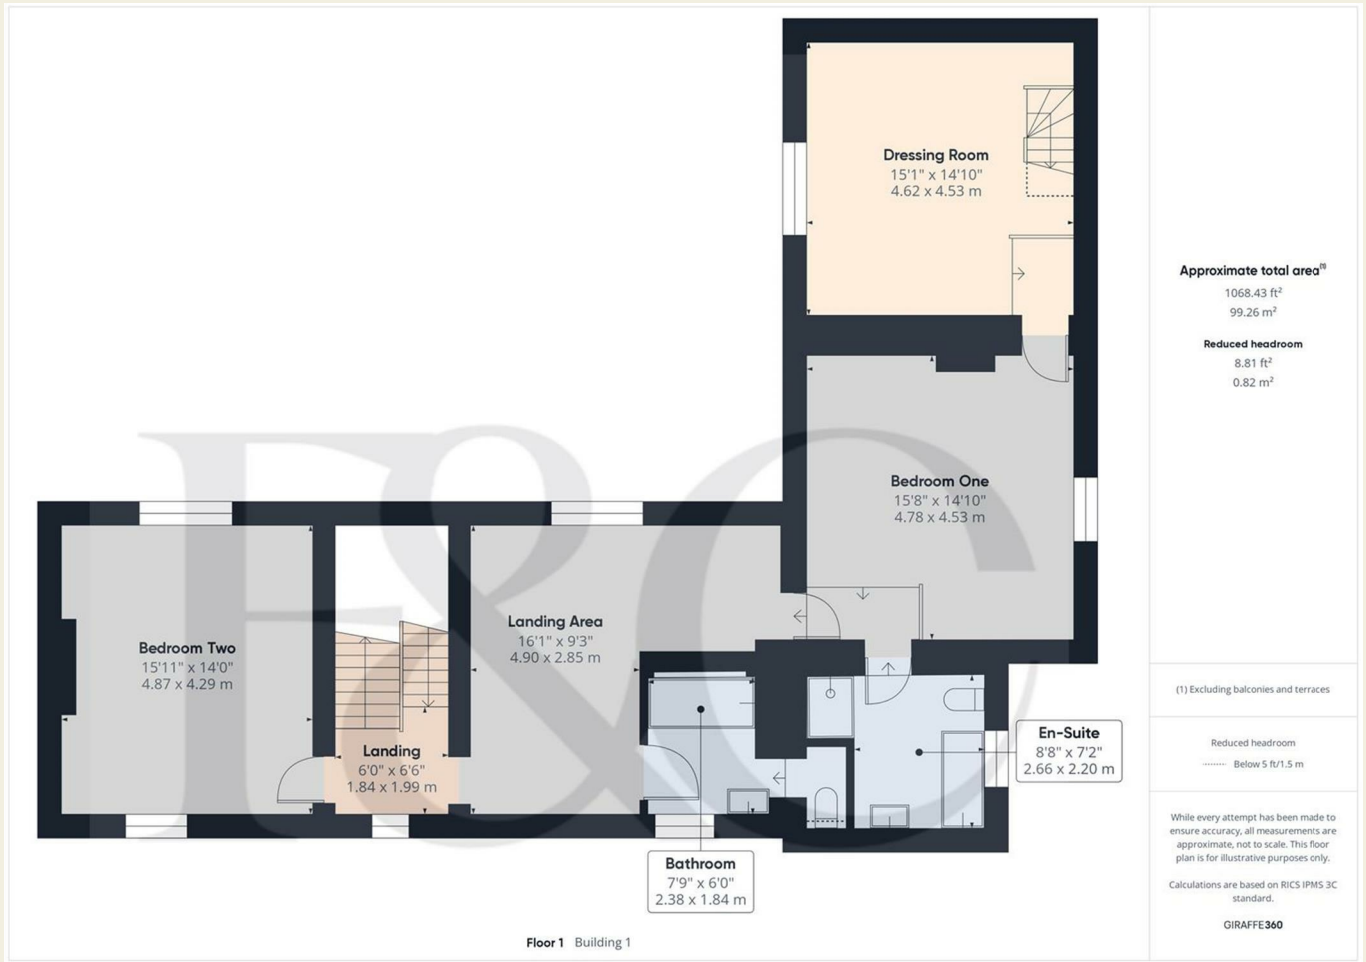 Dressing Room
15'1" x 14'10"
4.62 x 4.53 m
Bedroom One
15'8" x 14'10"
4.78 x 4.53 m
Landing Area
16'1" x 9'3"
4.90 x 2.85 m
Bedroom Two
15'11" x 14'0"
4.87 x 4.29 m
Landing
6'0" x 6'6"
1.84 x 1.99 m
En-Suite
8'8" x 7'2"
2.66 x 2.20 m
Bathroom
7'9" x 6'0"
2.38 x 1.84 m
F&C
Floor 1 Building 1
Approximate total area(1)
1068.43 ft²
99.26 m²
Reduced headroom
8.81 ft²
0.82 m²
(1) Excluding balconies and terraces
Reduced headroom
Below 5 ft/1.5 m
While every attempt has been made to
ensure accuracy, all measurements are
approximate, not to scale. This floor
plan is for illustrative purposes only.
Calculations are based on RICS IPMS 3C
standard.
GIRAFFE360